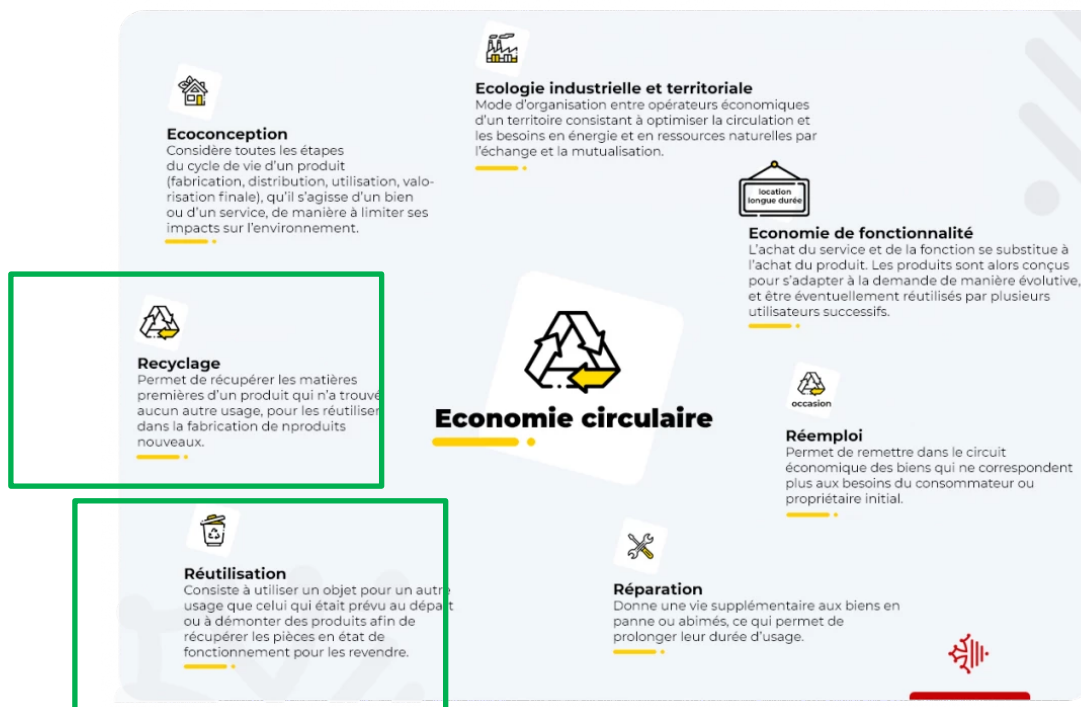 Ecologie industrielle et territoriale
Mode d'organisation entre opérateurs économiques
d'un territoire consistant à optimiser la circulation et
les besoins en énergie et en ressources naturelles par
l'échange et la mutualisation.
Ecoconception
Considère toutes les étapes
du cycle de vie d'un produit
(fabrication, distribution, utilisation, valo-
risation finale), qu'il s'agisse d'un bien
ou d'un service, de manière à limiter ses
impacts sur l'environnement.
location
longue durée
Economie de fonctionnalité
L'achat du service et de la fonction se substitue à
l'achat du produit. Les produits sont alors conçus
pour s'adapter à la demande de manière évolutive,
et être éventuellement réutilisés par plusieurs
utilisateurs successifs.
Recyclage
Permet de récupérer les matières
premières d'un produit qui n'a trouvé
aucun autre usage, pour les réutiliser
dans la fabrication de nproduits
nouveaux.
Economie circulaire
occasion
Réemploi
Permet de remettre dans le circuit
économique des biens qui ne correspondent
plus aux besoins du consommateur ou
propriétaire initial.
Réutilisation
Consiste à utiliser un objet pour un autre
usage que celui qui était prévu au départ
ou à démonter des produits afin de
récupérer les pièces en état de
fonctionnement pour les revendre.
Réparation
Donne une vie supplémentaire aux biens en
panne ou abimés, ce qui permet de
prolonger leur durée d'usage.